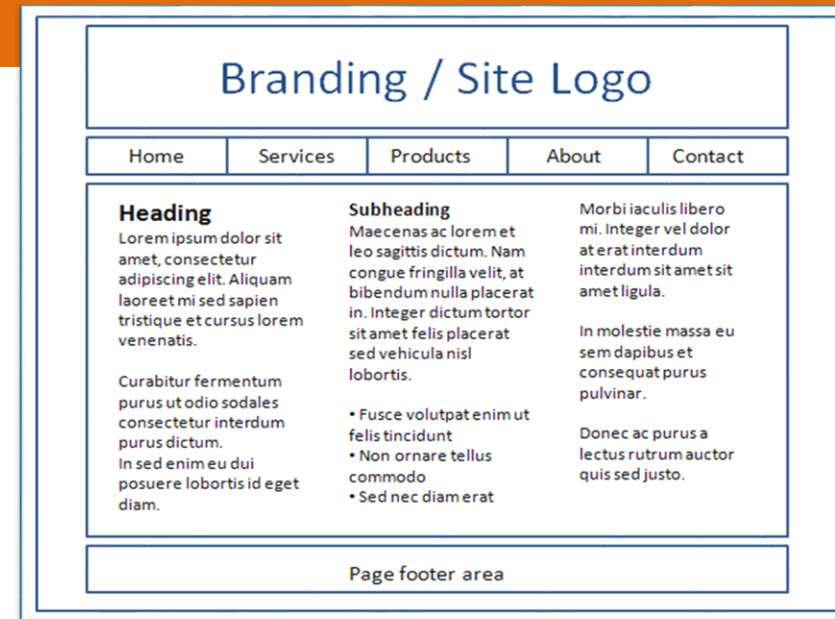 Branding / Site Logo
Home
Services
Products
About
Contact
Heading
Lorem ipsum dolor sit
amet, consectetur
adipiscing elit. Aliquam
laoreet mi sed sapien
tristique et cursus lorem
venenatis.
Curabitur fermentum
purus ut odio sodales
consectetur interdum
purus dictum.
In sed enim eu dui
posuere lobortis id eget
diam.
Subheading
Maecenas ac lorem et
leo sagittis dictum. Nam
congue fringilla velit, at
bibendum nulla placerat
in. Integer dictum tortor
sit amet felis placerat
sed vehicula nisl
lobortis.
• Fusce volutpat enim ut
felis tincidunt
• Non ornare tellus
commodo
• Sed nec diam erat
Morbi iaculis libero
mi. Integer vel dolor
at erat interdum
interdum sit amet sit
amet ligula.
In molestie massa eu
sem dapibus et
consequat purus
pulvinar.
Donec ac purus a
lectus rutrum auctor
quis sed justo.
Page footer area